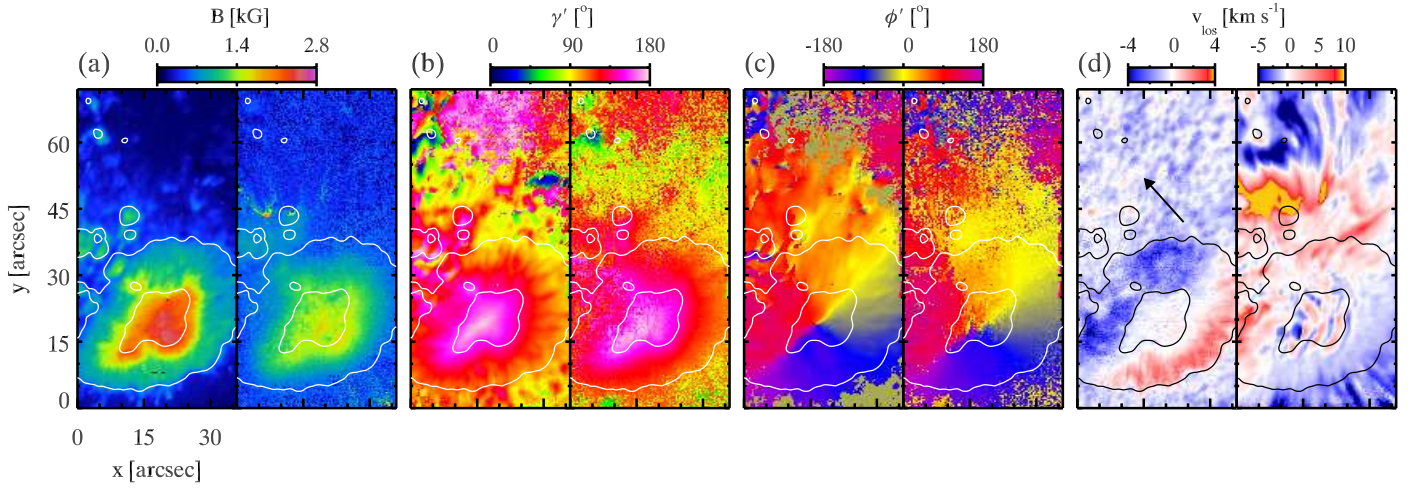 B [kG] γ′ [°] ϕ′ [°] v_los [km s⁻¹]
0.0 1.4 2.8 0 90 180 -180 0 180 -4 0 4 -5 0 5 10
(a) (b) (c) (d)
60
45
30
15
0
y [arcsec]
0 15 30
x [arcsec]